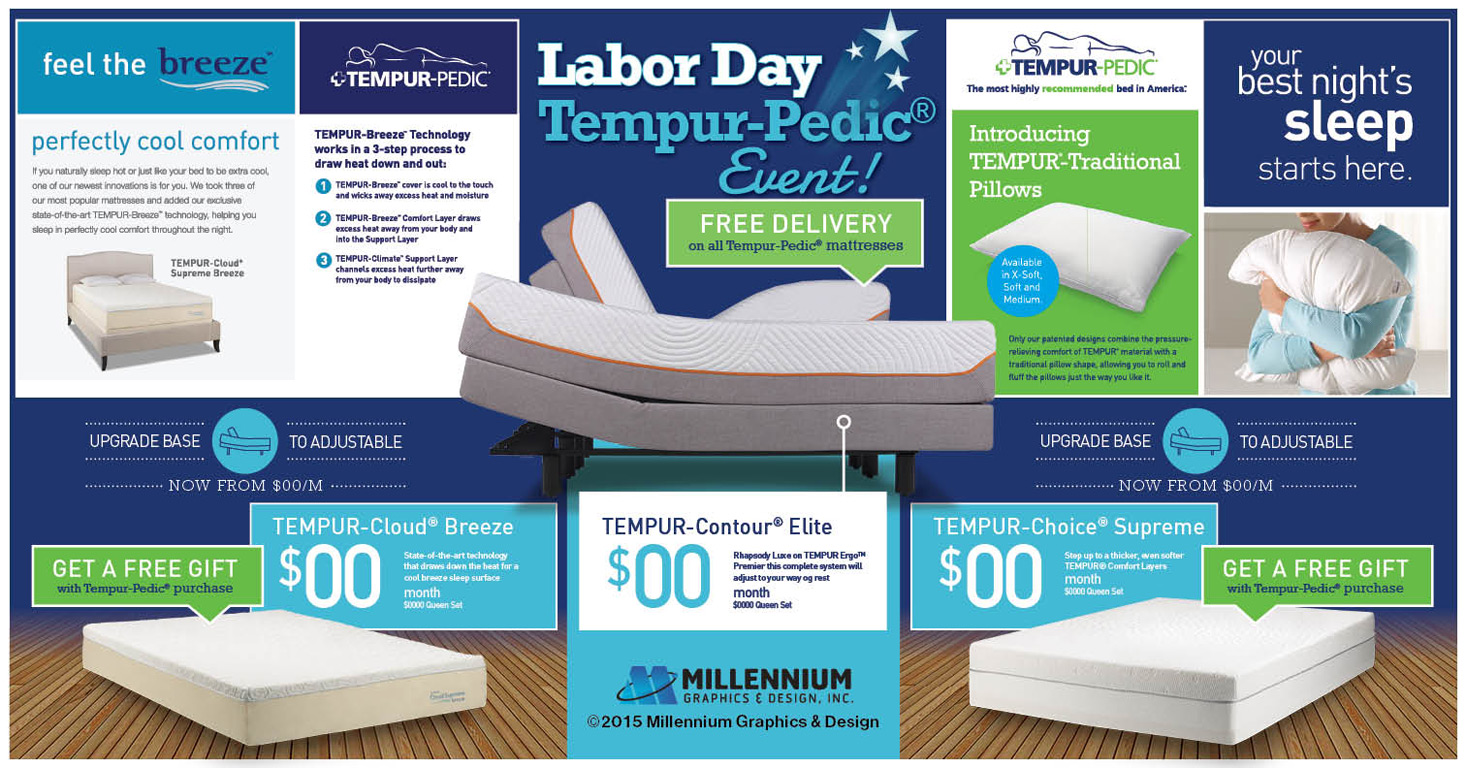 feel the breeze™
TEMPUR-PEDIC®
perfectly cool comfort
If you naturally sleep hot or just like your bed to be extra cool,
one of our newest innovations is for you. We took three of
our most popular mattresses and added our exclusive
state-of-the-art TEMPUR-Breeze™ technology, helping you
sleep in perfectly cool comfort throughout the night.
TEMPUR-Cloud®
Supreme Breeze
TEMPUR-Breeze™ Technology
works in a 3-step process to
draw heat down and out:
1 TEMPUR-Breeze™ cover is cool to the touch
and wicks away excess heat and moisture
2 TEMPUR-Breeze™ Comfort Layer draws
excess heat away from your body and
into the Support Layer
3 TEMPUR-Climate™ Support Layer
channels excess heat further away
from your body to dissipate
Labor Day
Tempur-Pedic®
Event!
FREE DELIVERY
on all Tempur-Pedic® mattresses
TEMPUR-PEDIC®
The most highly recommended bed in America.™
Introducing
TEMPUR®-Traditional
Pillows
Available
in X-Soft,
Soft and
Medium.
Only our patented designs combine the pressure-
relieving comfort of TEMPUR® material with a
traditional pillow shape, allowing you to roll and
fluff the pillows just the way you like it.
your
best night's
sleep
starts here.
UPGRADE BASE TO ADJUSTABLE
NOW FROM $00/M
UPGRADE BASE TO ADJUSTABLE
NOW FROM $00/M
TEMPUR-Cloud® Breeze
$00
State-of-the-art technology
that draws down the heat for a
cool breeze sleep surface
month
$0000 Queen Set
GET A FREE GIFT
with Tempur-Pedic® purchase
TEMPUR-Contour® Elite
$00
Rhapsody Luxe on TEMPUR Ergo™
Premier this complete system will
adjust to your way og rest
month
$0000 Queen Set
TEMPUR-Choice® Supreme
$00
Step up to a thicker, even softer
TEMPUR® Comfort Layers
month
$0000 Queen Set
GET A FREE GIFT
with Tempur-Pedic® purchase
MILLENNIUM
GRAPHICS & DESIGN, INC.
©2015 Millennium Graphics & Design